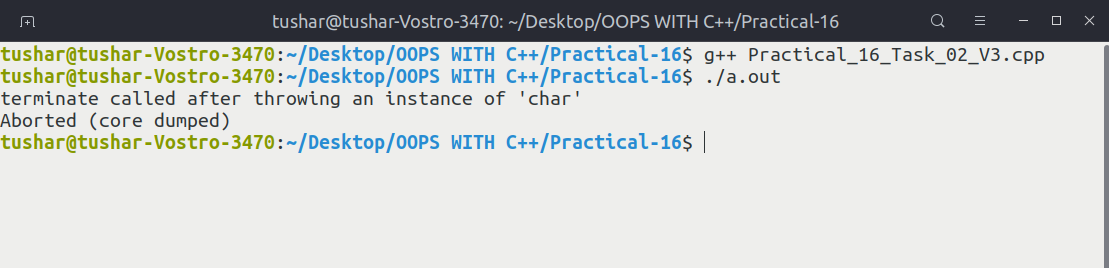 tushar@tushar-Vostro-3470: ~/Desktop/OOPS WITH C++/Practical-16
tushar@tushar-Vostro-3470:~/Desktop/OOPS WITH C++/Practical-16$ g++ Practical_16_Task_02_V3.cpp
tushar@tushar-Vostro-3470:~/Desktop/OOPS WITH C++/Practical-16$ ./a.out
terminate called after throwing an instance of 'char'
Aborted (core dumped)
tushar@tushar-Vostro-3470:~/Desktop/OOPS WITH C++/Practical-16$